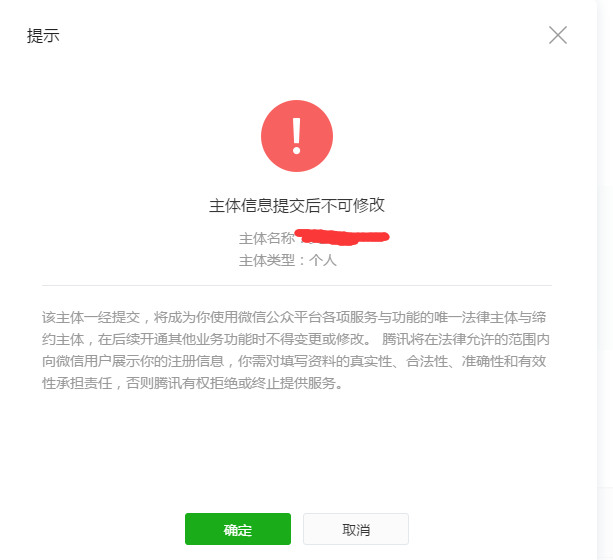 提示
主体信息提交后不可修改
主体名称
主体类型：个人
该主体一经提交，将成为你使用微信公众平台各项服务与功能的唯一法律主体与缔
约主体，在后续开通其他业务功能时不得变更或修改。 腾讯将在法律允许的范围内
向微信用户展示你的注册信息，你需对填写资料的真实性、合法性、准确性和有效
性承担责任，否则腾讯有权拒绝或终止提供服务。
确定
取消